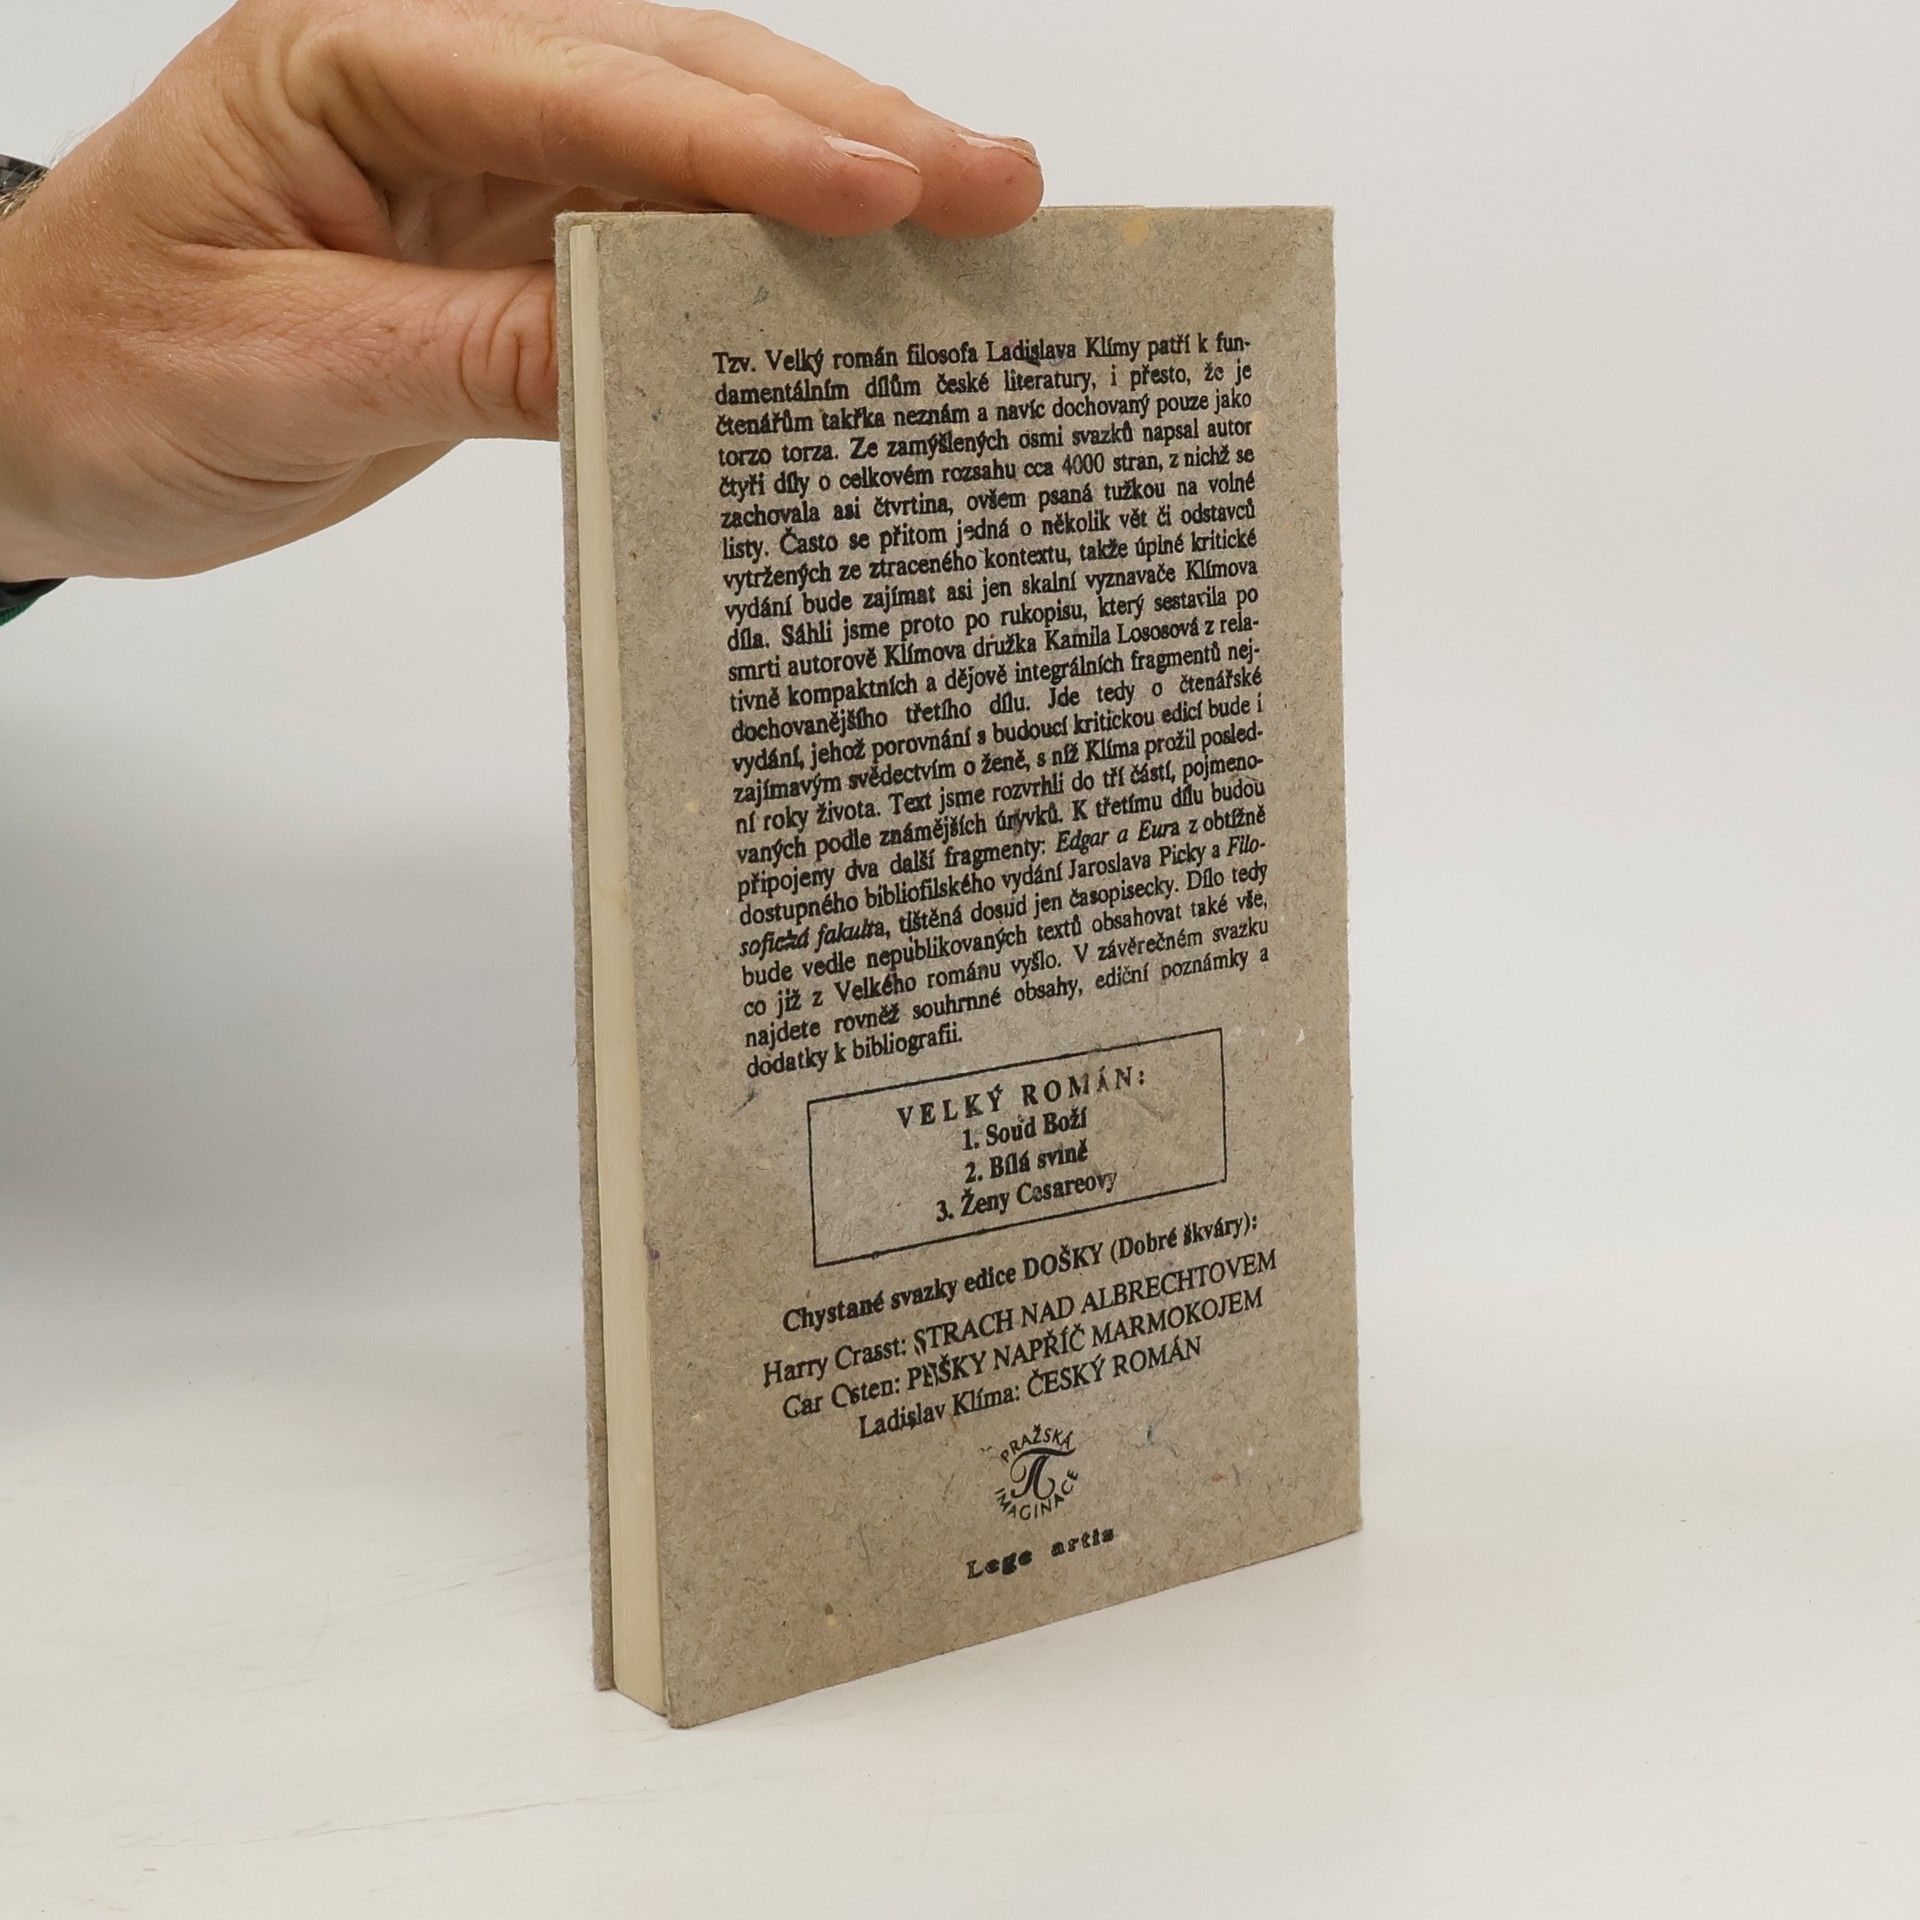 Tzv. Velký román filosofa Ladislava Klímy patří k fun-
damentálním dílům české literatury, i přesto, že je
čtenářům takřka neznám a navíc dochovaný pouze jako
torzo torza. Ze zamýšlených osmi svazků napsal autor
čtyři díly o celkovém rozsahu cca 4000 stran, z nichž se
zachovala asi čtvrtina, ovšem psaná tužkou na volné
listy. Často se přitom jedná o několik vět či odstavců
vytržených ze ztraceného kontextu, takže úplné kritické
vydání bude zajímat asi jen skalní vyznavače Klímova
díla. Sáhli jsme proto po rukopisu, který sestavila po
smrti autorově Klímova družka Kamila Lososová z rela-
tivně kompaktních a dějově integrálních fragmentů nej-
dochovanějšího třetího dílu. Jde tedy o čtenářské
vydání, jehož porovnání s budoucí kritickou edicí bude i
zajímavým svědectvím o ženě, s níž Klíma prožil posled-
ní roky života. Text jsme rozvrhli do tří částí, pojmeno-
vaných podle známějších úryvků. K třetímu dílu budou
připojeny dva další fragmenty: Edgar a Eura z obtížně
dostupného bibliofilského vydání Jaroslava Picky a Filo-
sofická fakulta, tištěná dosud jen časopisecky. Dílo tedy
bude vedle nepublikovaných textů obsahovat také vše,
co již z Velkého románu vyšlo. V závěrečném svazku
najdete rovněž souhrnné obsahy, ediční poznámky a
dodatky k bibliografii.
VELKÝ ROMÁN:
1. Soud Boží
2. Bílá svině
3. Ženy Cesareovy
Chystané svazky edice DOŠKY (Dobré škváry):
Harry Crasst: STRACH NAD ALBRECHTOVEM
Car Osten: PĚŠKY NAPŘÍČ MARMOKOJEM
Ladislav Klíma: ČESKÝ ROMÁN
PRAŽSKÁ
IMAGINACE
Lege artis